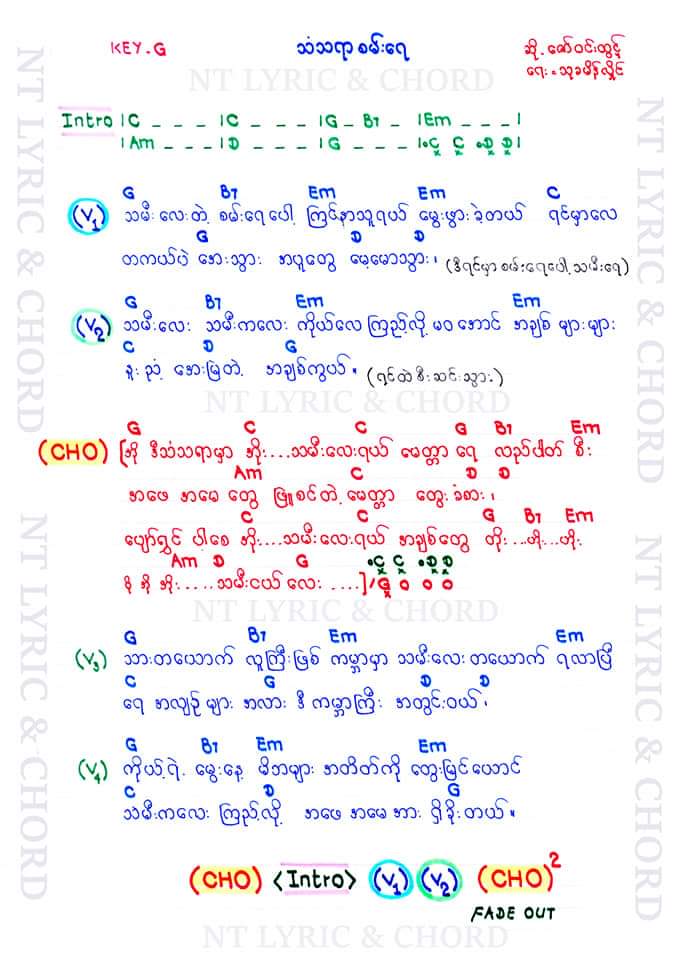 KEY.G
သံသရာစမ်းရေ
ဆို.ဇော်ဝင်းထွဋ်
ရေး.သုခမိန်လှိုင်
NT LYRIC & CHORD
Intro |C _ _ _ |C _ _ _ |G _ B7 _ |Em _ _ _|
|Am _ _ _ |D _ _ _ |G _ _ _ |•C C •D D|
G B7 Em Em C
(V1) သမီးလေးတဲ့ စမ်းရေပေါ့ ကြင်နာသူရယ် မွေးဖွားခဲ့တယ် ရင်မှာလေ
G D D
တကယ်ပဲ အေးသွား အပူတွေ မေ့မောသွား၊ (ဒီရင်မှာ စမ်းရေပေါ့ သမီးရေ)
G B7 Em Em
(V2) သမီးလေး သမီးကလေး ကိုယ်လေ ကြည့်လို့ မဝ အောင် အချစ် များများ
C D G
နူးညံ့ အေးမြတဲ့ အချစ်ကွယ်။ (ရင်ထဲစီးဆင်းသွား)
NT LYRIC & CHORD
G C C G B7 Em
(CHO) [အို ဒီသံသရာမှာ အိုး....သမီးလေးရယ် မေတ္တာ ရေ လည်ပါတ် စီး
Am C D D
အဖေ အမေ တွေ ဖြူစင်တဲ့ မေတ္တာ တွေးခံစား၊
C C G B7 Em
ပျော်ရွှင် ပါစေ အိုး....သမီးလေးရယ် အချစ်တွေ တိုး...ဟိုး...တိုး
Am D G •C C •D D
အိုး.....သမီးငယ် လေး ....] /G o o o
NT LYRIC & CHORD
G B7 Em Em
(V3) သားတယောက် လူကြီးဖြစ် ကမ္ဘာမှာ သမီးလေးတယောက် ရလာပြီ
C G D D
ရေ အလျဉ်များ အလား ဒီ ကမ္ဘာကြီး အတွင်းဝယ်၊
G B7 Em Em
(V4) ကိုယ့်ရဲ့ မွေးနေ့ မိဘများ အတိတ်ကို တွေးမြင်ယောင်
C D G
သမီးကလေး ကြည့်လို့ အဖေ အမေ အား ရှိခိုးတယ်။
(CHO) <Intro> (V1) (V2) (CHO)2
FADE OUT
NT LYRIC & CHORD
NT LYRIC & CHORD
NT LYRIC & CHORD
NT LYRIC & CHORD
NT LYRIC & CHORD